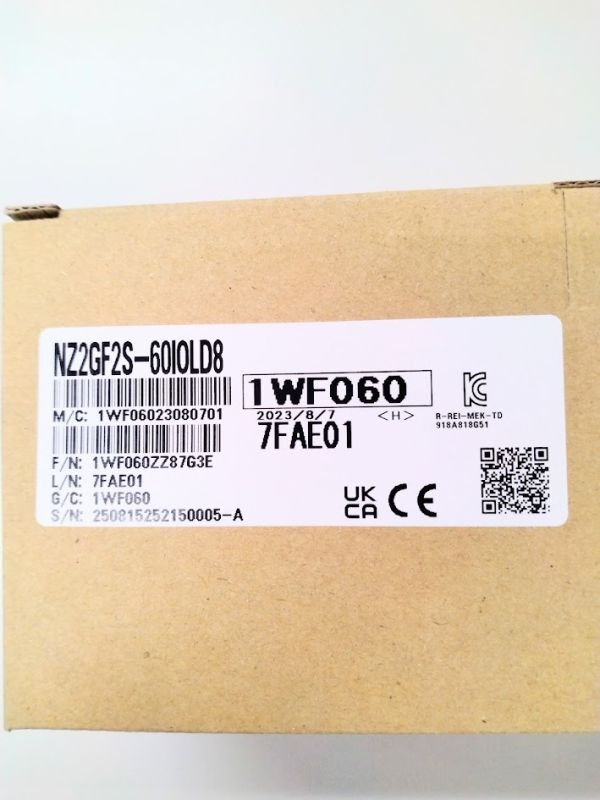 NZ2GF2S-60IOLD8
M/C: 1WF06023080701
F/N: 1WF060ZZ87G3E
L/N: 7FAE01
G/C: 1WF060
S/N: 250815252150005-A
1WF060
2023/8/7 <H>
7FAE01
R-REI-MEK-TD
918A818G51
UK
CA CE